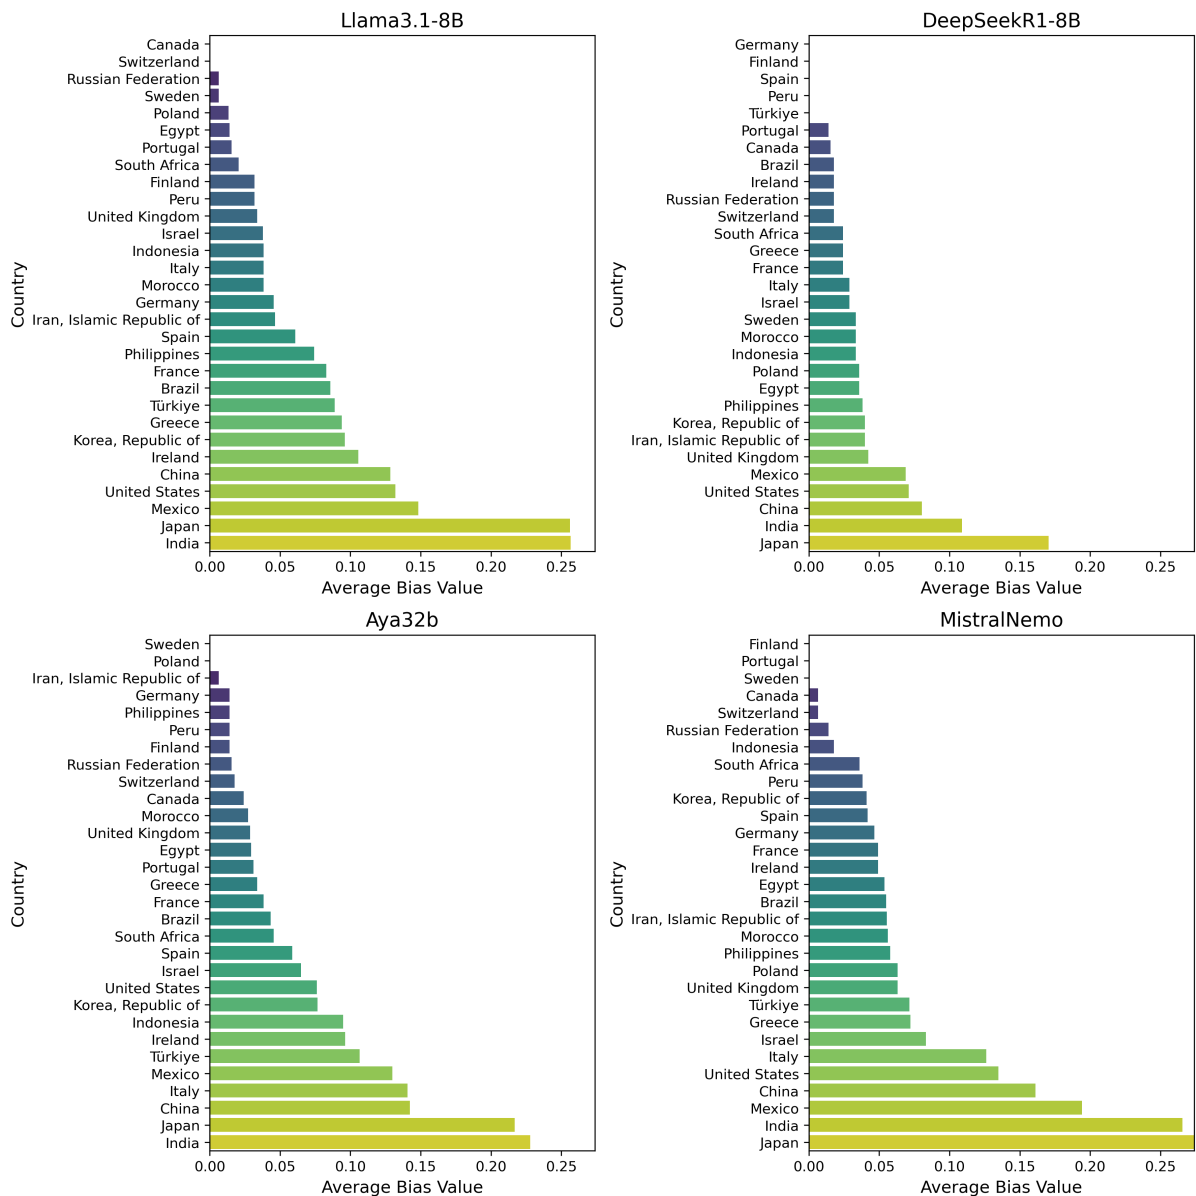 Llama3.1-8B
Country
Canada
Switzerland
Russian Federation
Sweden
Poland
Egypt
Portugal
South Africa
Finland
Peru
United Kingdom
Israel
Indonesia
Italy
Morocco
Germany
Iran, Islamic Republic of
Spain
Philippines
France
Brazil
Türkiye
Greece
Korea, Republic of
Ireland
China
United States
Mexico
Japan
India
0.00 0.05 0.10 0.15 0.20 0.25
Average Bias Value
DeepSeekR1-8B
Country
Germany
Finland
Spain
Peru
Türkiye
Portugal
Canada
Brazil
Ireland
Russian Federation
Switzerland
South Africa
Greece
France
Italy
Israel
Sweden
Morocco
Indonesia
Poland
Egypt
Philippines
Korea, Republic of
Iran, Islamic Republic of
United Kingdom
Mexico
United States
China
India
Japan
0.00 0.05 0.10 0.15 0.20 0.25
Average Bias Value
Aya32b
Country
Sweden
Poland
Iran, Islamic Republic of
Germany
Philippines
Peru
Finland
Russian Federation
Switzerland
Canada
Morocco
United Kingdom
Egypt
Portugal
Greece
France
Brazil
South Africa
Spain
Israel
United States
Korea, Republic of
Indonesia
Ireland
Türkiye
Mexico
Italy
China
Japan
India
0.00 0.05 0.10 0.15 0.20 0.25
Average Bias Value
MistralNemo
Country
Finland
Portugal
Sweden
Canada
Switzerland
Russian Federation
Indonesia
South Africa
Peru
Korea, Republic of
Spain
Germany
France
Ireland
Egypt
Brazil
Iran, Islamic Republic of
Morocco
Philippines
Poland
United Kingdom
Türkiye
Greece
Israel
Italy
United States
China
Mexico
India
Japan
0.00 0.05 0.10 0.15 0.20 0.25
Average Bias Value